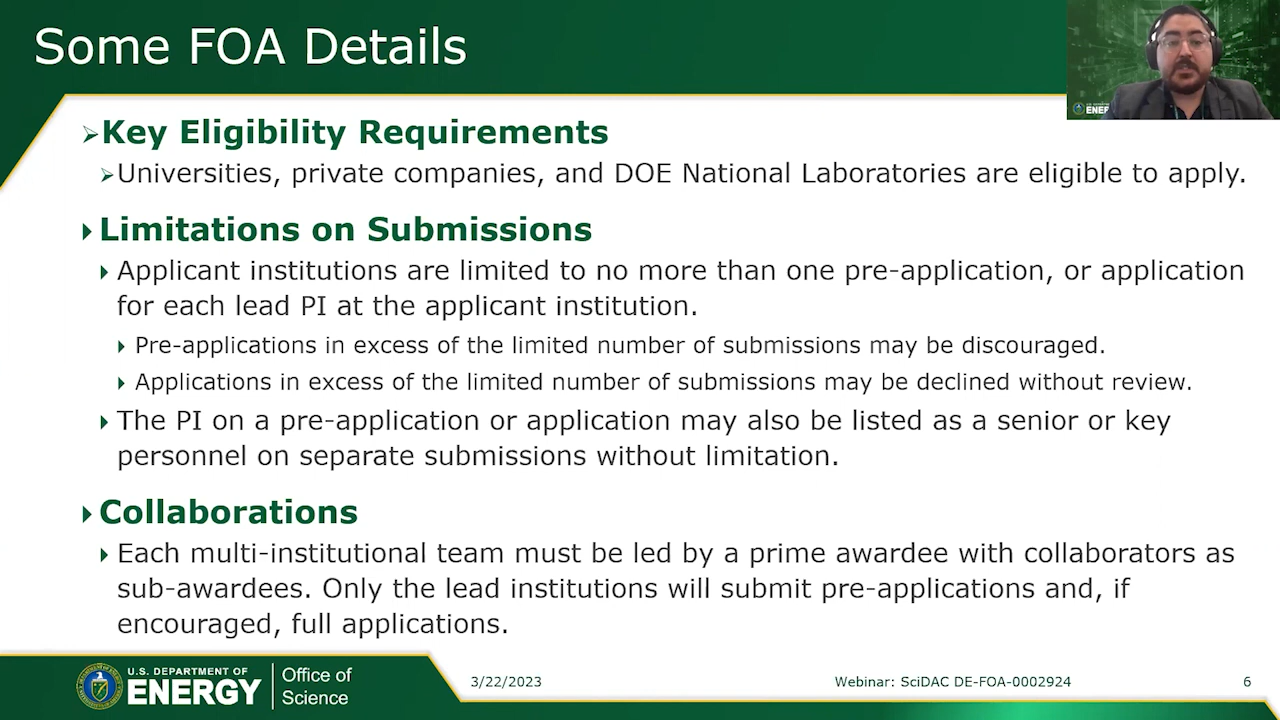 Some FOA Details
ENERG
Key Eligibility Requirements
Universities, private companies, and DOE National Laboratories are eligible to apply.
Limitations on Submissions
Applicant institutions are limited to no more than one pre-application, or application
for each lead PI at the applicant institution.
Pre-applications in excess of the limited number of submissions may be discouraged.
Applications in excess of the limited number of submissions may be declined without review.
The PI on a pre-application or application may also be listed as a senior or key
personnel on separate submissions without limitation.
Collaborations
Each multi-institutional team must be led by a prime awardee with collaborators as
sub-awardees. Only the lead institutions will submit pre-applications and, if
encouraged, full applications.
U.S. DEPARTMENT OF
ENERGY
Office of
Science
3/22/2023
Webinar: SciDAC DE-FOA-0002924
6